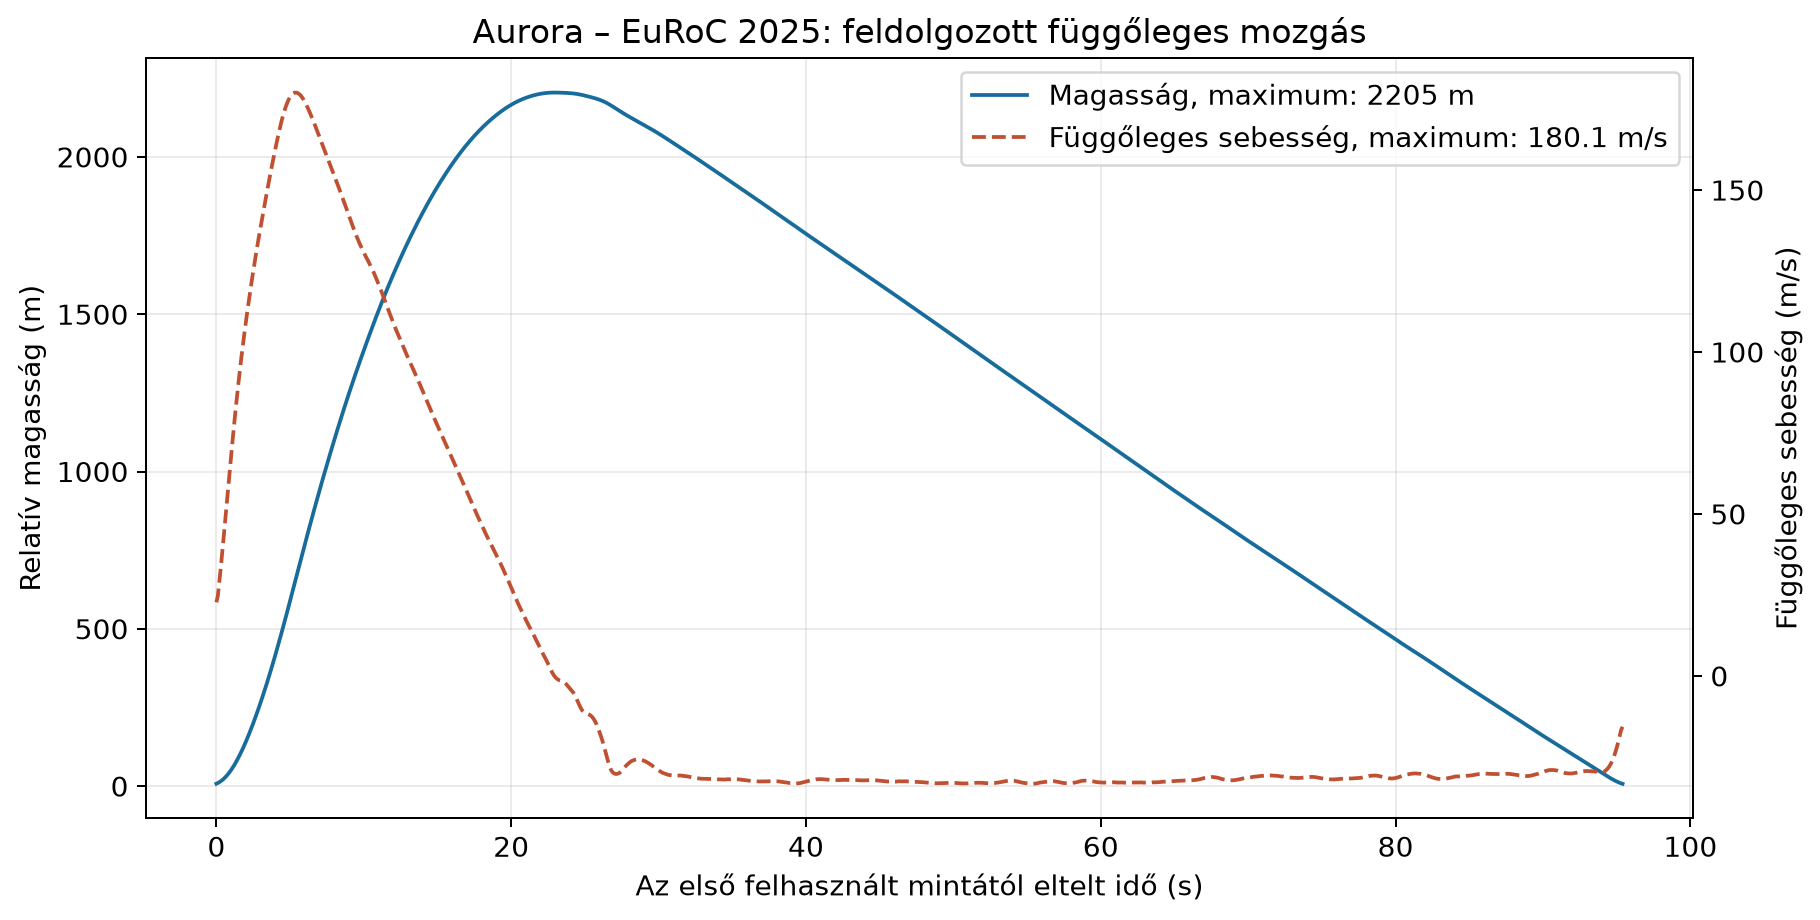 Aurora – EuRoC 2025: feldolgozott függőleges mozgás
Magasság, maximum: 2205 m
Függőleges sebesség, maximum: 180.1 m/s
Relatív magasság (m)
2000
1500
1000
500
0
Függőleges sebesség (m/s)
150
100
50
0
0 20 40 60 80 100
Az első felhasznált mintától eltelt idő (s)